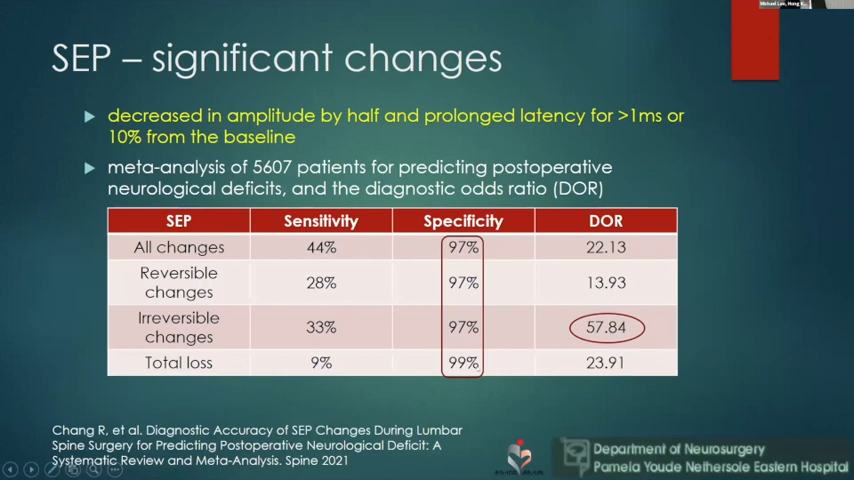 Michael Lee, Hong K...
SEP – significant changes
decreased in amplitude by half and prolonged latency for >1ms or
10% from the baseline
meta-analysis of 5607 patients for predicting postoperative
neurological deficits, and the diagnostic odds ratio (DOR)
SEP Sensitivity Specificity DOR
All changes 44% 97% 22.13
Reversible
changes 28% 97% 13.93
Irreversible
changes 33% 97% 57.84
Total loss 9% 99% 23.91
Chang R, et al. Diagnostic Accuracy of SEP Changes During Lumbar
Spine Surgery for Predicting Postoperative Neurological Deficit: A
Systematic Review and Meta-Analysis. Spine 2021
Department of Neurosurgery
Pamela Youde Nethersole Eastern Hospital